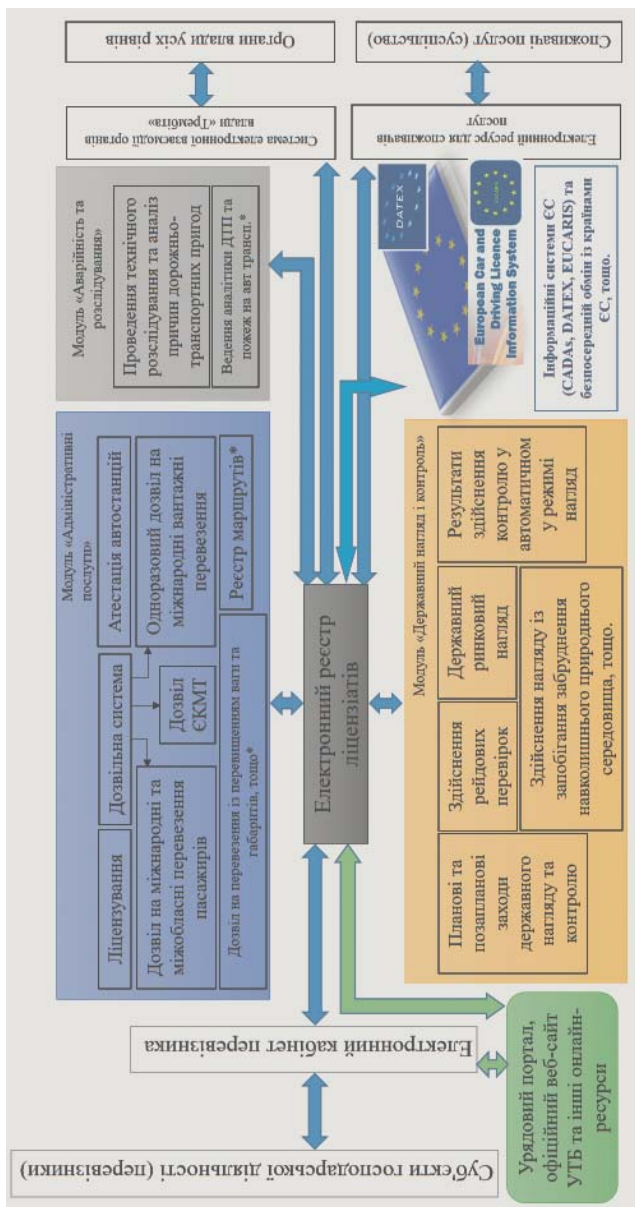 Суб'єкти господарської діяльності (перевізники)
Електронний кабінет перевізника
Урядовий портал,
офіційний веб-сайт
УТБ та інші онлайн-
ресурси
Модуль «Адміністративні
послуги»
Ліцензування
Дозвільна система
Атестація автостанцій
Дозвіл на міжнародні та
міжобласні перевезення
пасажирів
Дозвіл
ЄКМТ
Одноразовий дозвіл на
міжнародні вантажні
перевезення
Дозвіл на перевезення із перевищенням ваги та
габаритів, тощо*
Реєстр маршрутів*
Електронний реєстр
ліцензіатів
Модуль «Державний нагляд і контроль»
Планові та
позапланові
заходи
державного
нагляду та
контролю
Здійснення
рейдових
перевірок
Державний
ринковий
нагляд
Результати
здійснення
контролю у
автоматичном
у режимі
нагляд
Здійснення нагляду із
запобігання забруднення
навколишнього природнього
середовища, тощо.
Модуль «Аварійність та
розслідування»
Проведення технічного
розслідування та аналіз
причин дорожньо-
транспортних пригод
Ведення аналітики ДТП та
пожеж на авт трансп.*
Система електронної взаємодії органів
влади «Трембіта»
Органи влади усіх рівнів
Електронний ресурс для споживачів
послуг
Споживачі послуг (суспільство)
DATEX
European Car and
Driving Licence
Information System
Інформаційні системи ЄС
(CADAs, DATEX, EUCARIS) та
безпосередній обмін із країнами
ЄС, тощо.